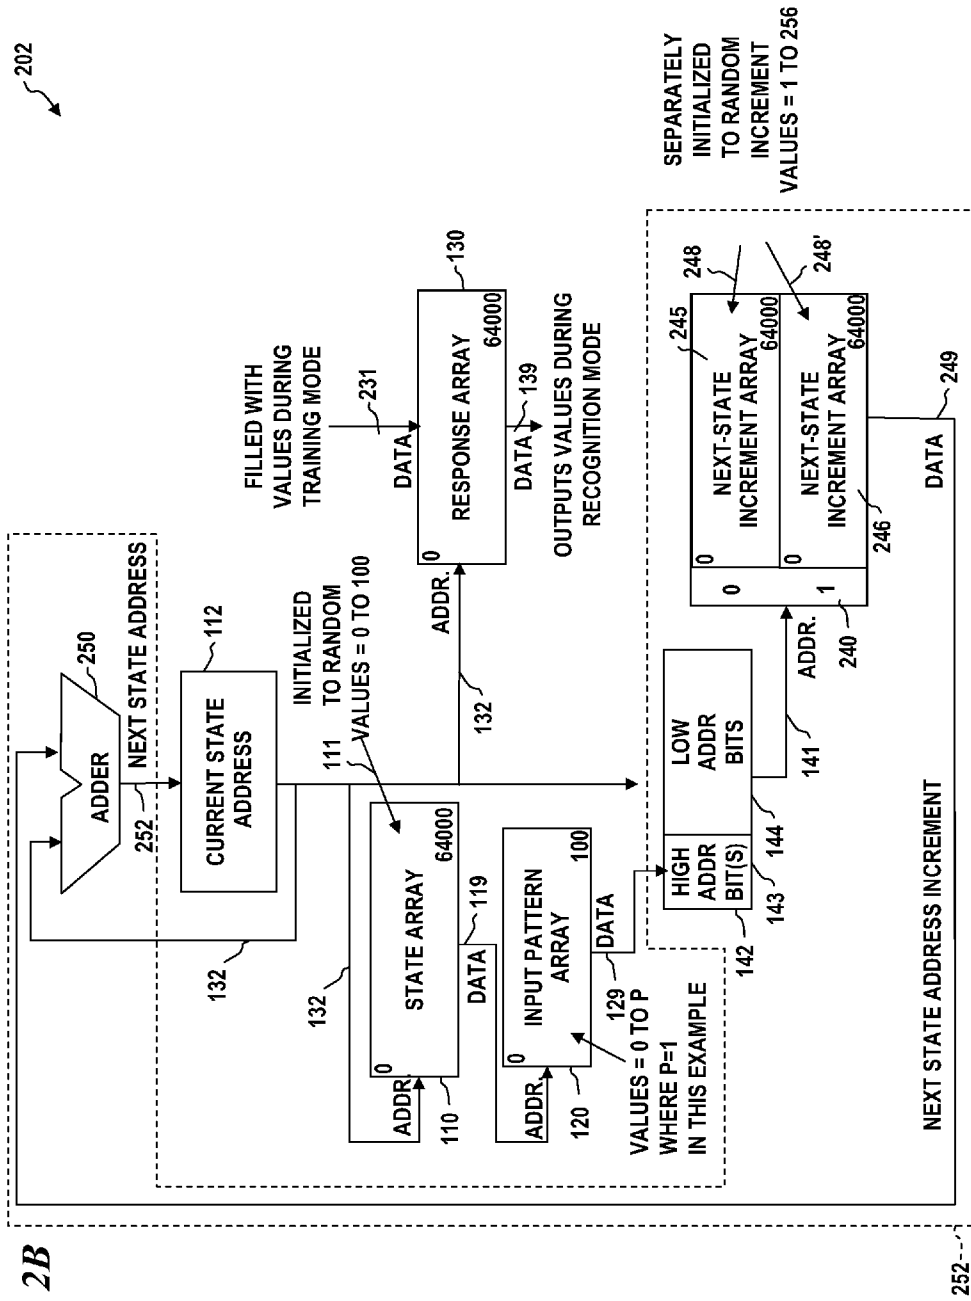 2B
202
ADDER
250
NEXT STATE ADDRESS
252
CURRENT STATE
ADDRESS
112
132
132
INITIALIZED
TO RANDOM
VALUES = 0 TO 100
111
0
STATE ARRAY
64000
ADDR.
110
DATA
119
0
INPUT PATTERN
ARRAY
100
ADDR.
120
DATA
129
VALUES = 0 TO P
WHERE P=1
IN THIS EXAMPLE
FILLED WITH
VALUES DURING
TRAINING MODE
231
DATA
130
0
RESPONSE ARRAY
64000
ADDR.
132
DATA
139
OUTPUTS VALUES DURING
RECOGNITION MODE
HIGH
ADDR
BIT(S)
LOW
ADDR
BITS
142
143
144
141
ADDR.
240
0
1
245
0
NEXT-STATE
INCREMENT ARRAY
64000
0
NEXT-STATE
INCREMENT ARRAY
64000
246
248
248'
SEPARATELY
INITIALIZED
TO RANDOM
INCREMENT
VALUES = 1 TO 256
DATA
249
NEXT STATE ADDRESS INCREMENT
252